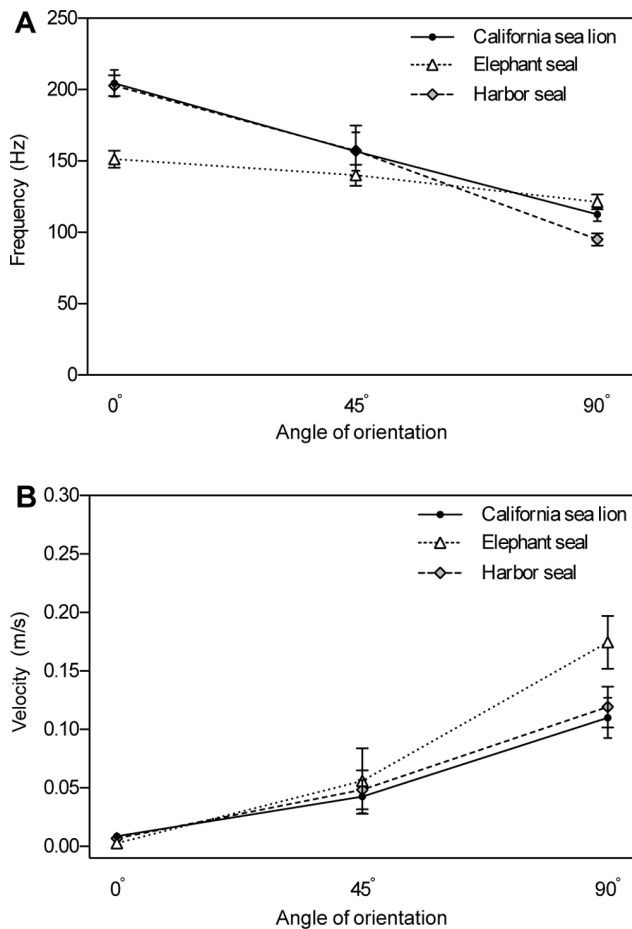 A
250
200
150
100
50
0
Frequency (Hz)
California sea lion
Elephant seal
Harbor seal
0°
45°
90°
Angle of orientation
B
0.30
0.25
0.20
0.15
0.10
0.05
0.00
Velocity (m/s)
California sea lion
Elephant seal
Harbor seal
0°
45°
90°
Angle of orientation